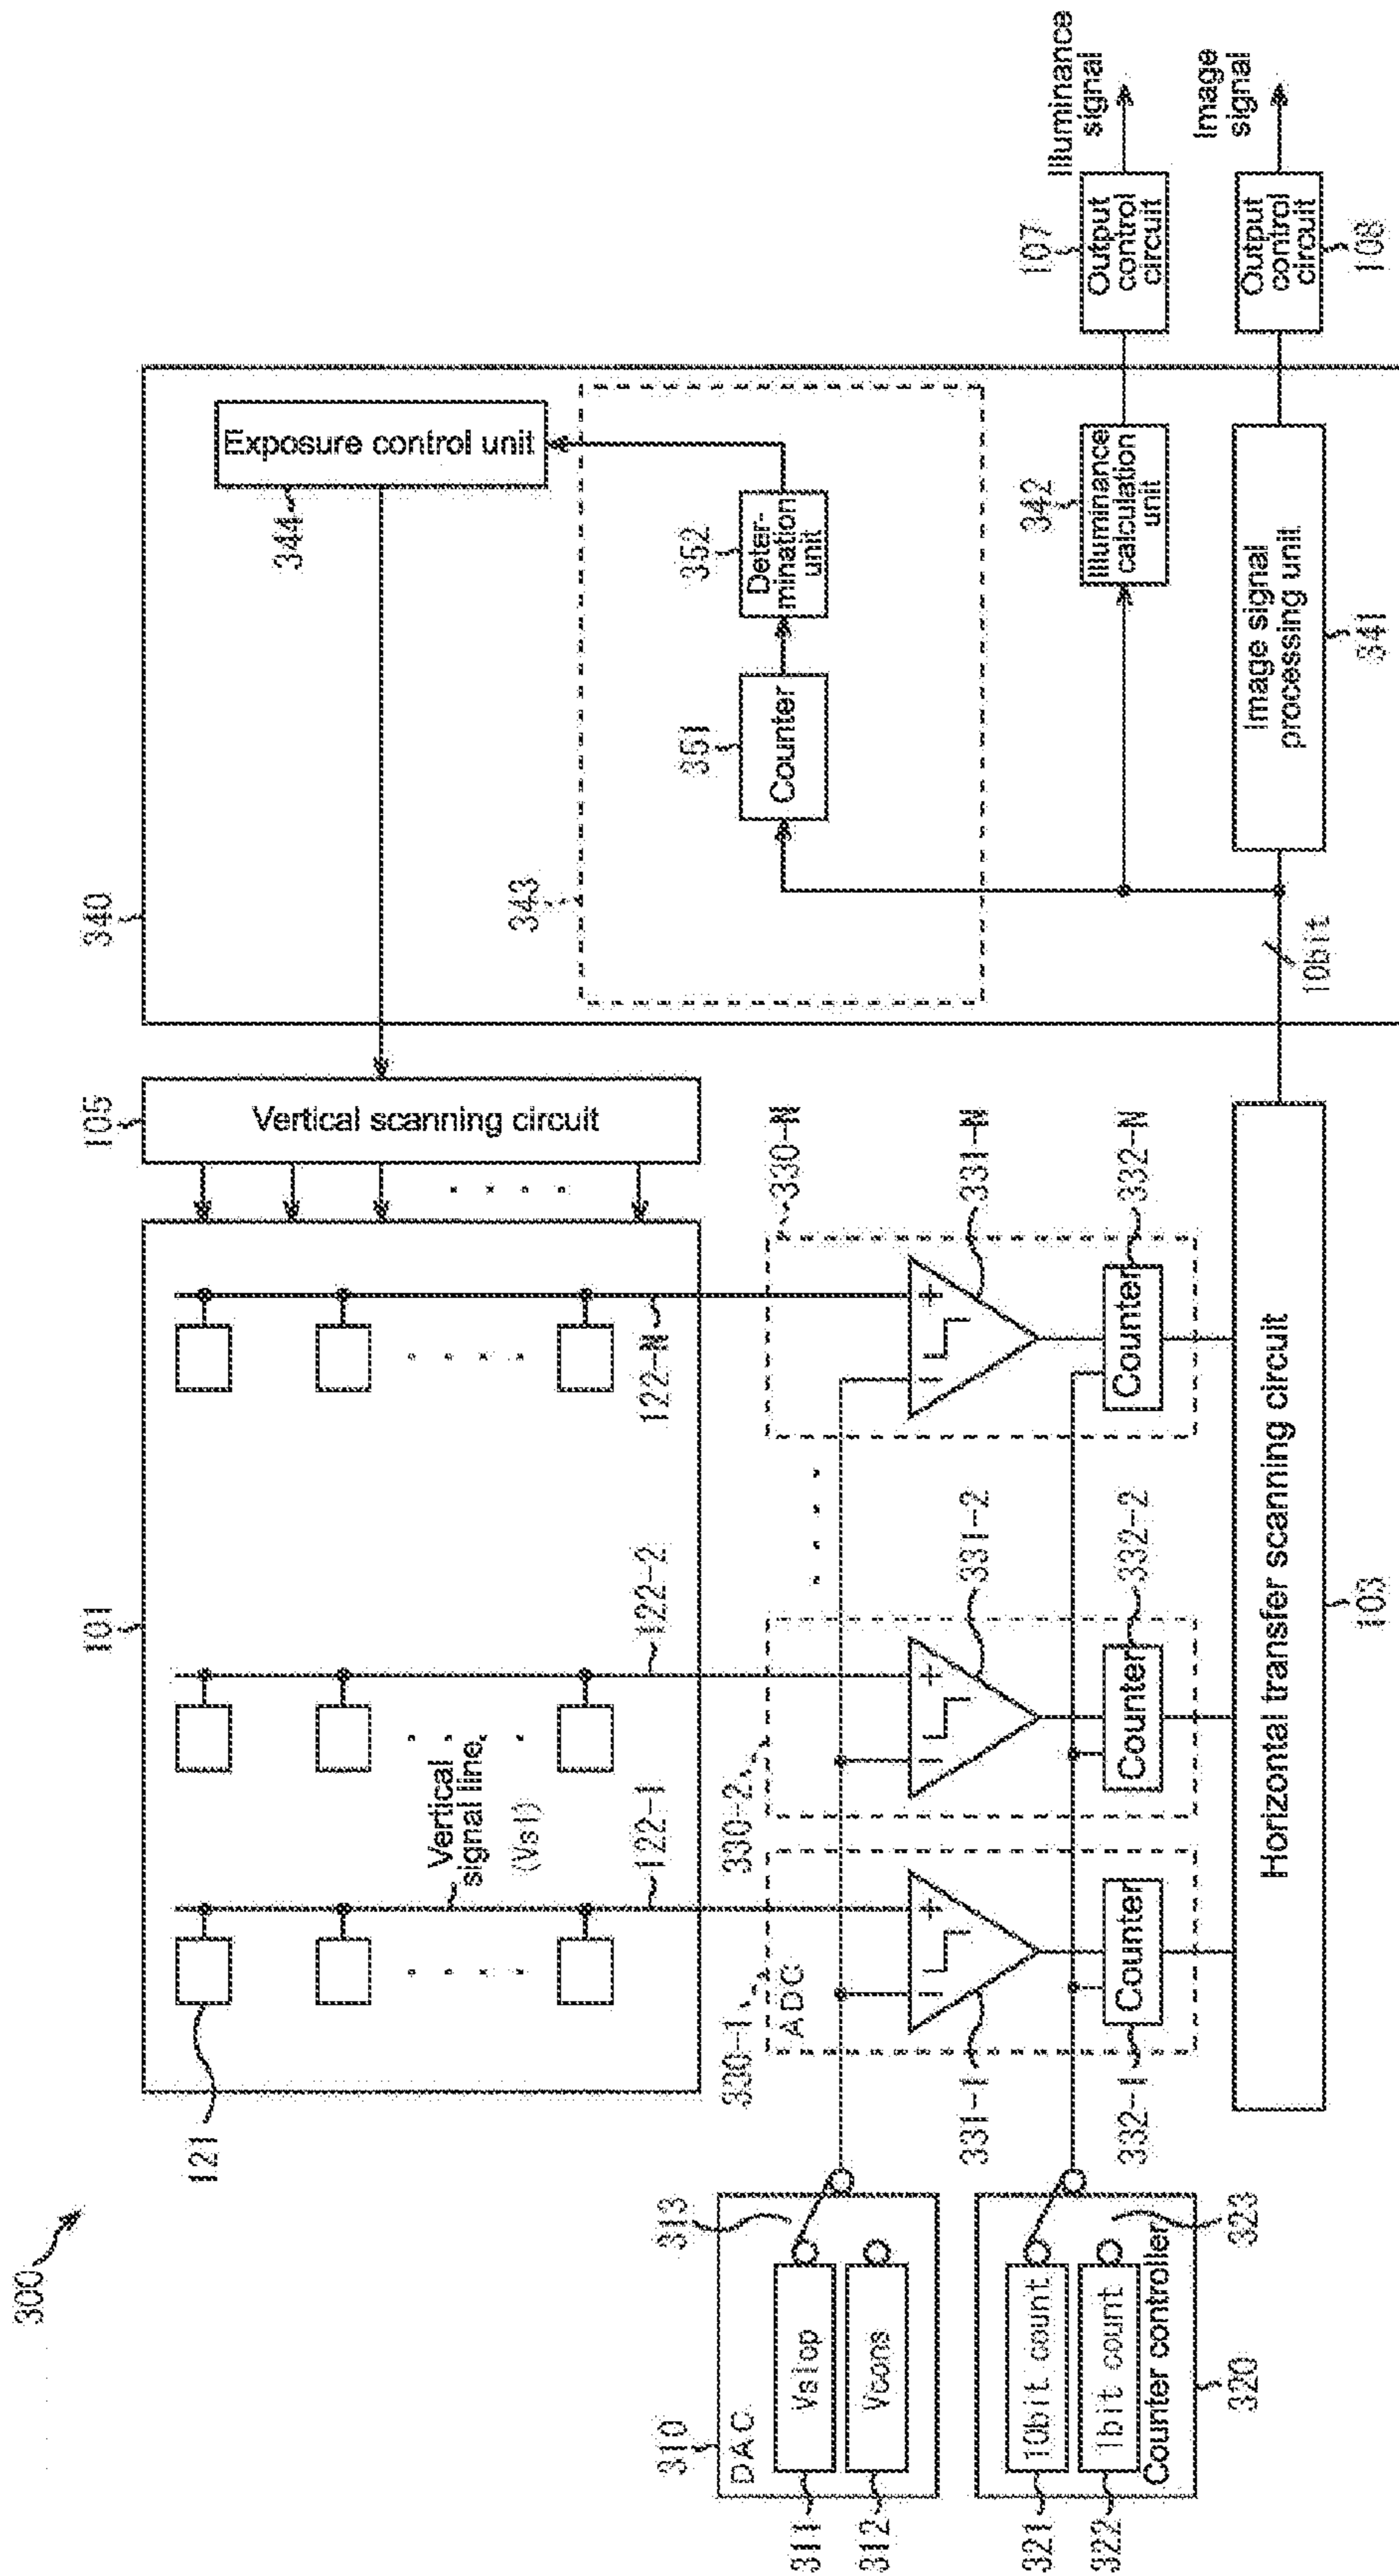 300
101
121
Vertical
signal line
(Vsl)
122-1
122-2
122-N
105
Vertical scanning circuit
340
344
Exposure control unit
343
351
Counter
352
Deter-
mination
unit
342
Illuminance
calculation
unit
107
Output
control
circuit
Illuminance
signal
Image signal
processing unit
341
10bit
Output
control
circuit
108
Image
signal
310
DAC
311
Vslop
312
Vcons
313
321
10bit count
322
1bit count
323
Counter controller
320
330-1
ADC
331-1
332-1
Counter
330-2
331-2
332-2
Counter
330-N
331-N
332-N
Counter
+
−
+
−
+
−
Horizontal transfer scanning circuit
103